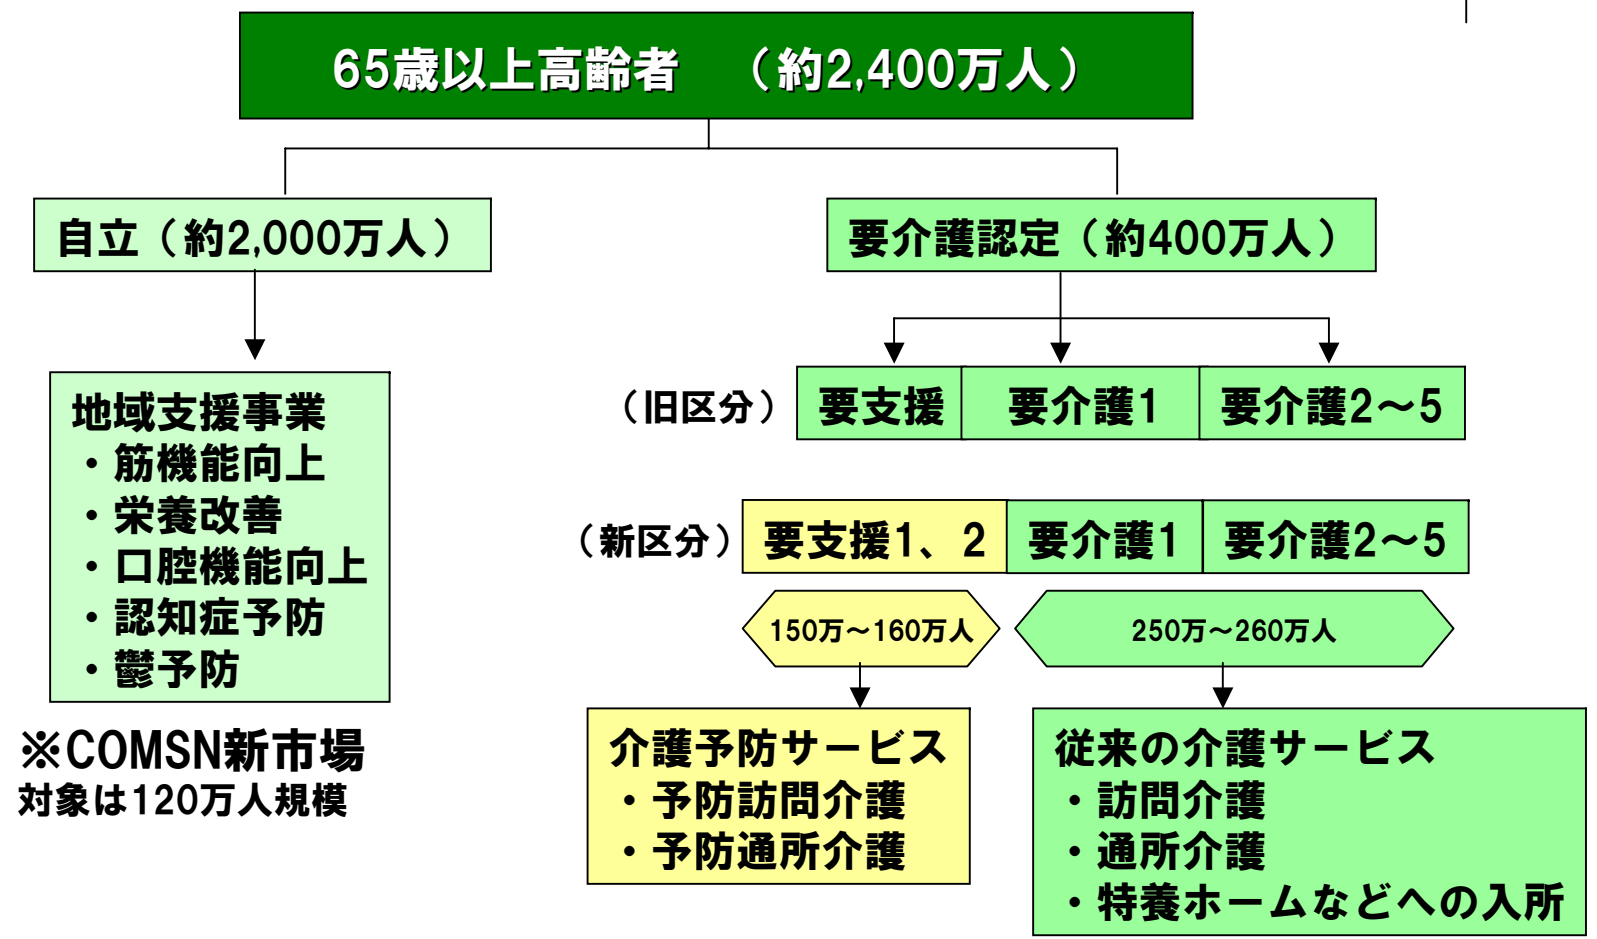 65歳以上高齢者　（約2,400万人）
自立（約2,000万人）
要介護認定（約400万人）
地域支援事業
・筋機能向上
・栄養改善
・口腔機能向上
・認知症予防
・鬱予防
※COMSN新市場
対象は120万人規模
（旧区分） 要支援 要介護1 要介護2～5
（新区分） 要支援1、2 要介護1 要介護2～5
150万～160万人 250万～260万人
介護予防サービス
・予防訪問介護
・予防通所介護
従来の介護サービス
・訪問介護
・通所介護
・特養ホームなどへの入所